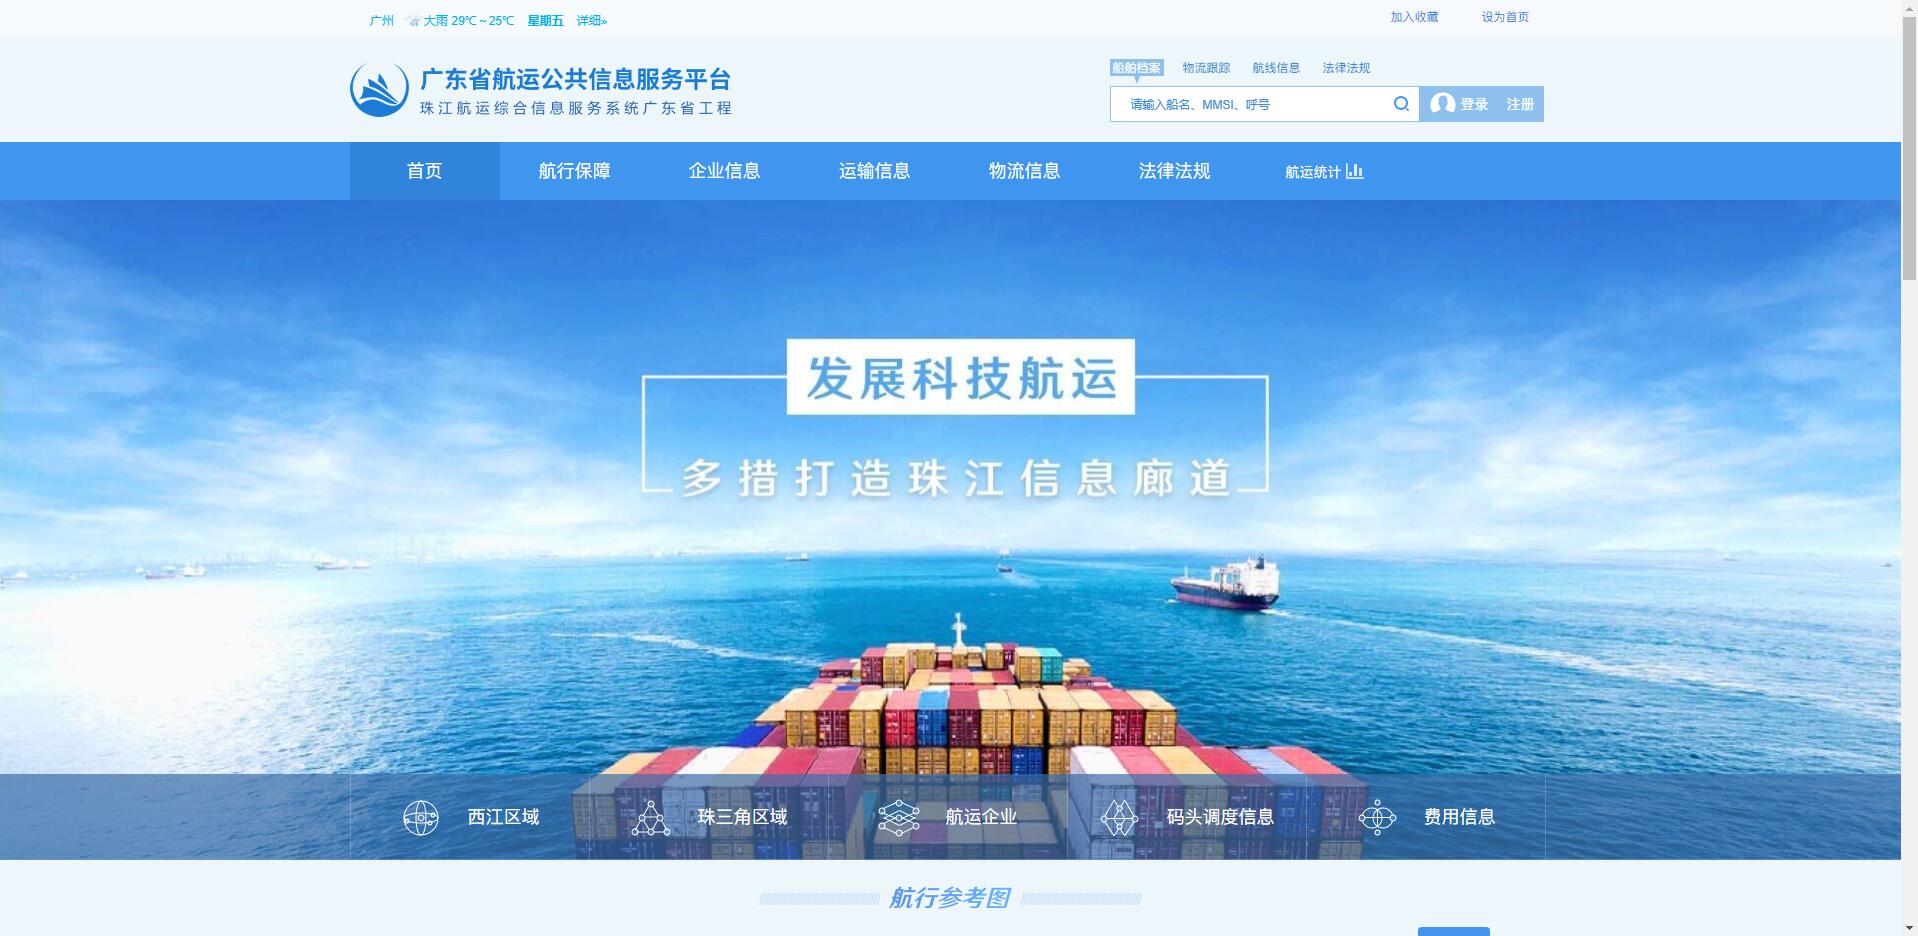 广州 大雨 29℃～25℃ 星期五 详细»
加入收藏 设为首页
广东省航运公共信息服务平台
珠江航运综合信息服务系统广东省工程
船舶档案 物流跟踪 航线信息 法律法规
请输入船名、MMSI、呼号
登录 注册
首页 航行保障 企业信息 运输信息 物流信息 法律法规 航运统计
发展科技航运
多措打造珠江信息廊道
西江区域 珠三角区域 航运企业 码头调度信息 费用信息
航行参考图